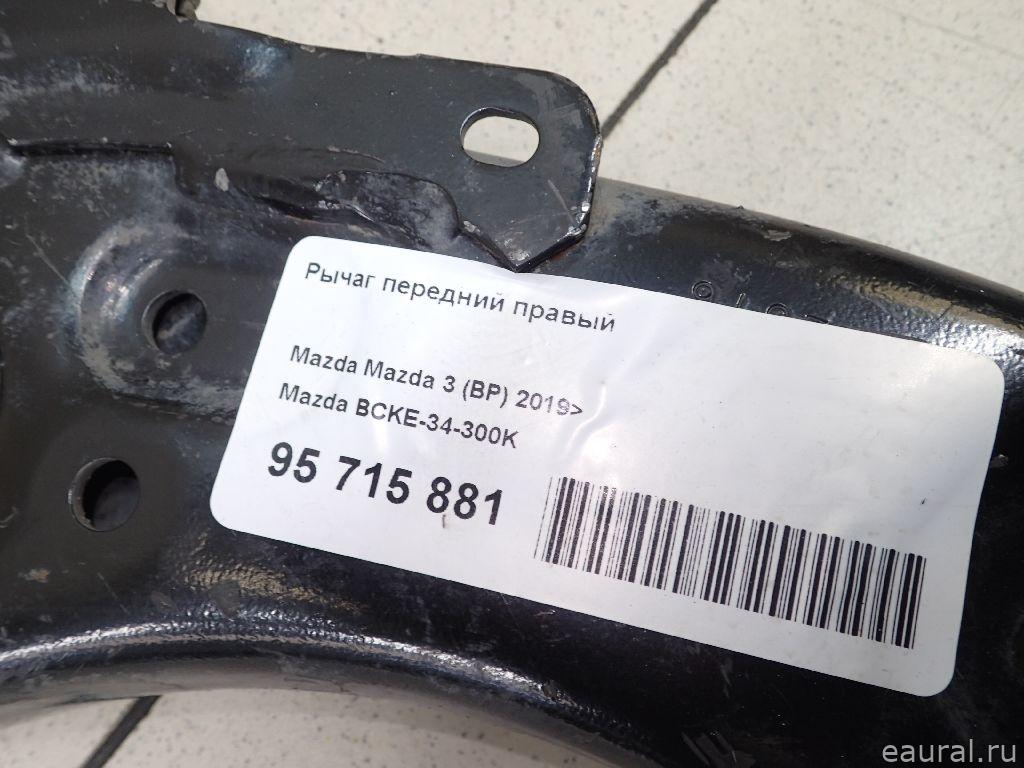 Рычаг передний правый
Mazda Mazda 3 (BP) 2019>
Mazda BCKE-34-300K
95 715 881
eaural.ru